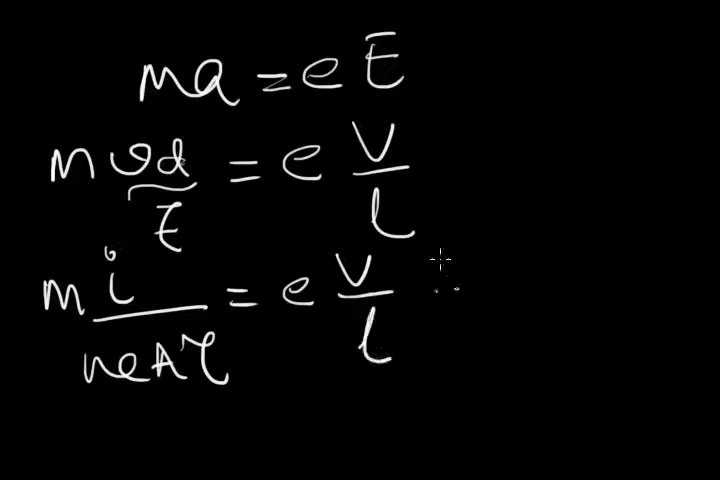 ma = eE
m vd/τ = e V/l
m i/neAτ = e V/l ∴